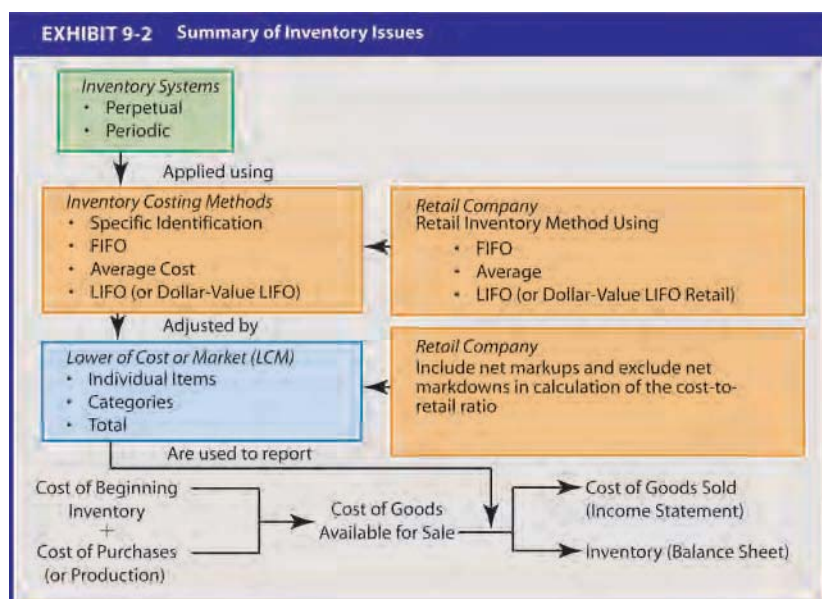 EXHIBIT 9-2 Summary of Inventory Issues
Inventory Systems
• Perpetual
• Periodic
Applied using
Inventory Costing Methods
• Specific Identification
• FIFO
• Average Cost
• LIFO (or Dollar-Value LIFO)
Retail Company
Retail Inventory Method Using
• FIFO
• Average
• LIFO (or Dollar-Value LIFO Retail)
Adjusted by
Lower of Cost or Market (LCM)
• Individual Items
• Categories
• Total
Retail Company
Include net markups and exclude net
markdowns in calculation of the cost-to-
retail ratio
Are used to report
Cost of Beginning
Inventory
+
Cost of Purchases
(or Production)
Cost of Goods
Available for Sale
Cost of Goods Sold
(Income Statement)
Inventory (Balance Sheet)